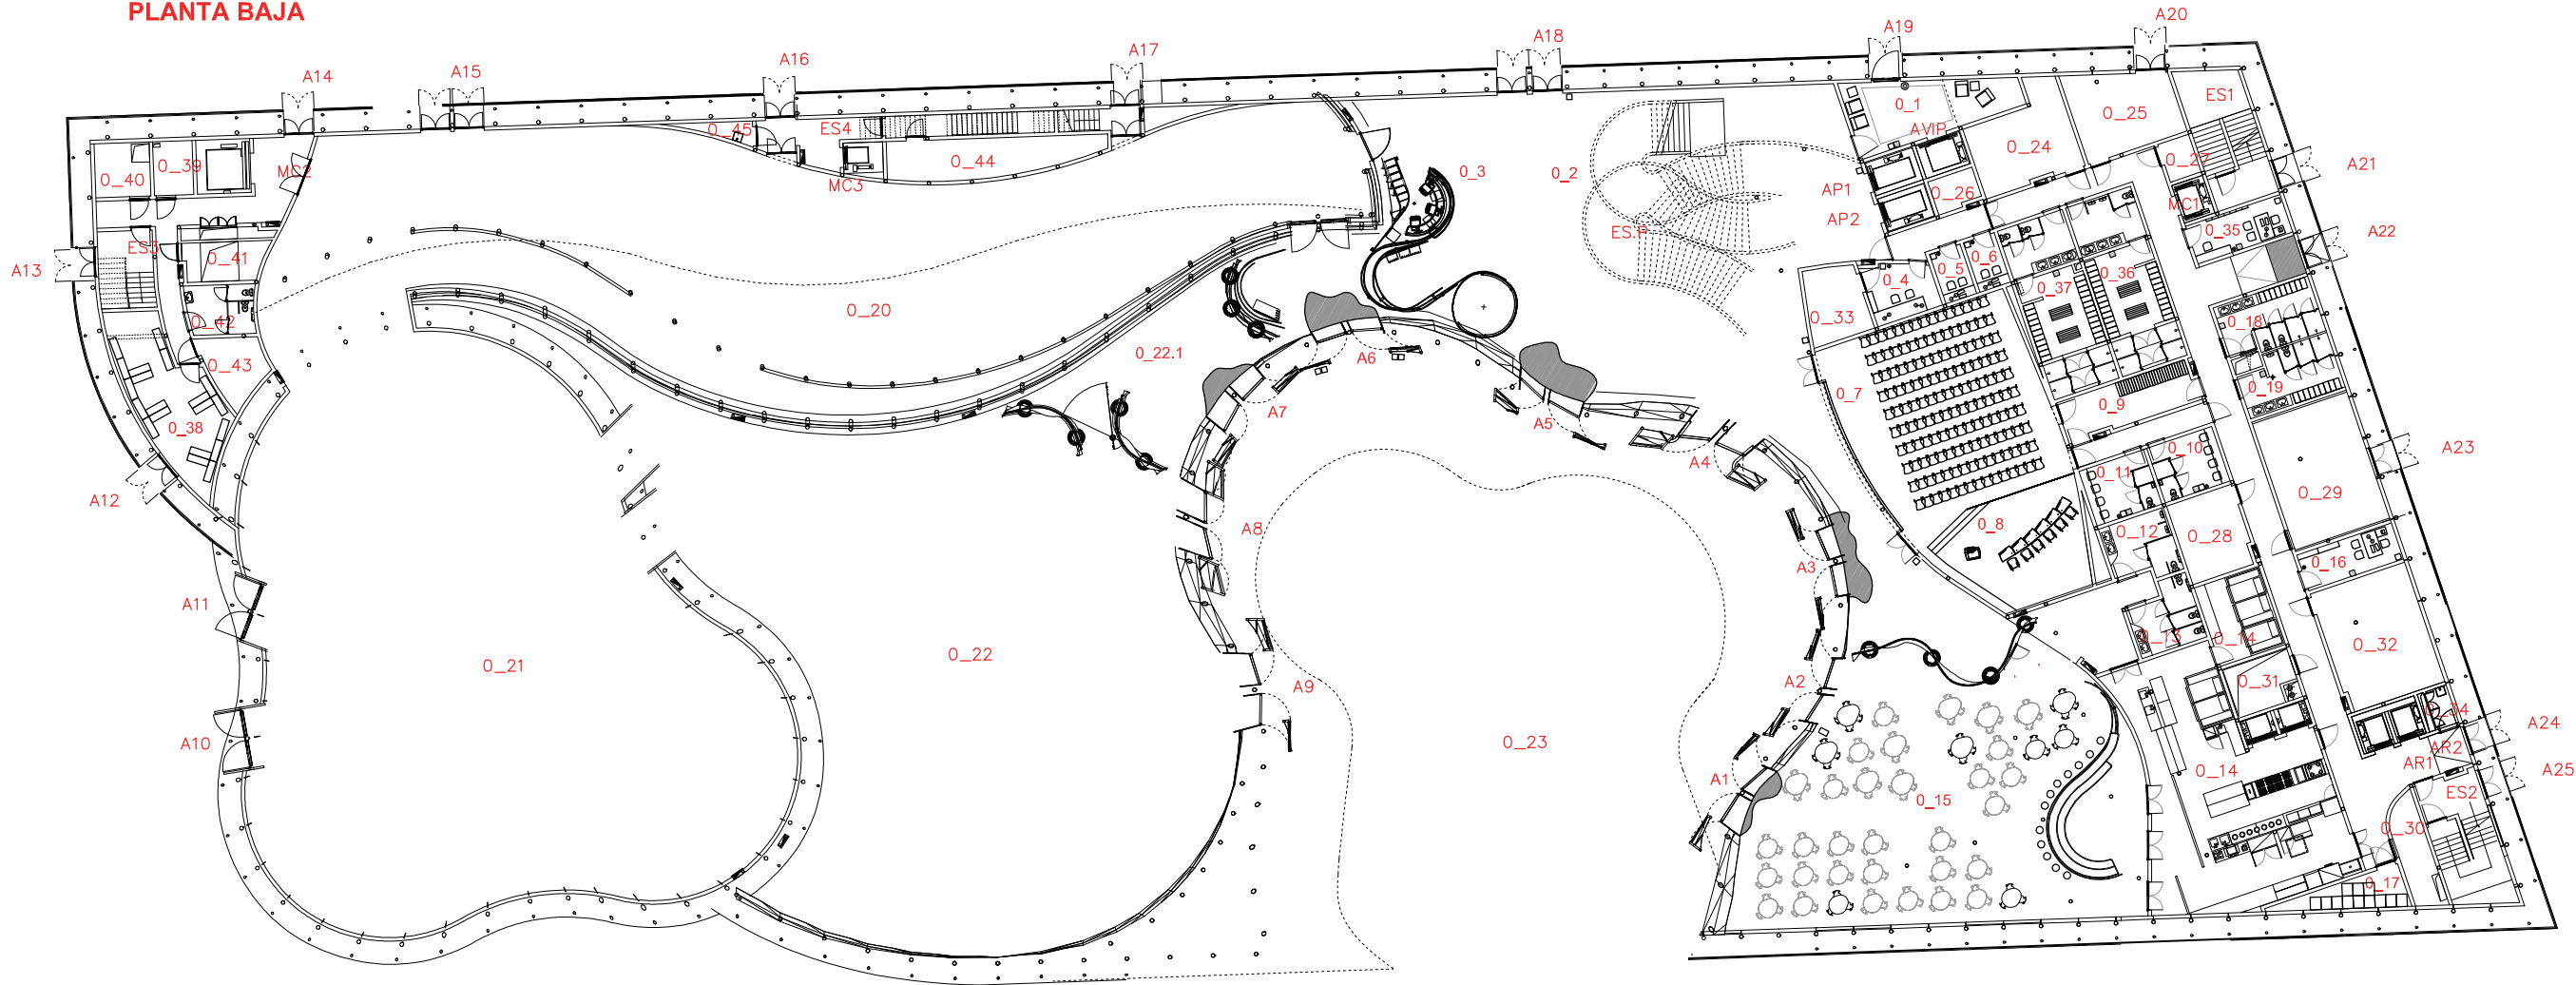 PLANTA BAJA
A20
A19
A18
A17
A16
A15
A14
0_1
ES1
0_25
AVIP
0_45
ES4
0_24
0_27
A21
0_39
0_44
0_40
MC2
MC3
0_3
0_2
AP1
0_26
MC1
AP2
0_35
A22
ES.P
ES3
0_41
A13
0_6
0_5
0_4
0_36
0_37
0_42
0_20
0_33
0_18
0_22.1
A6
0_43
0_7
0_19
A7
0_9
A5
0_38
0_10
A23
A4
0_11
A12
0_29
A8
0_8
0_12
0_28
A3
0_16
A11
0_13
0_14
0_32
0_22
0_21
A2
0_31
A9
0_34
A24
A10
0_23
AR2
AR1
A25
0_14
A1
ES2
0_15
0_30
0_17